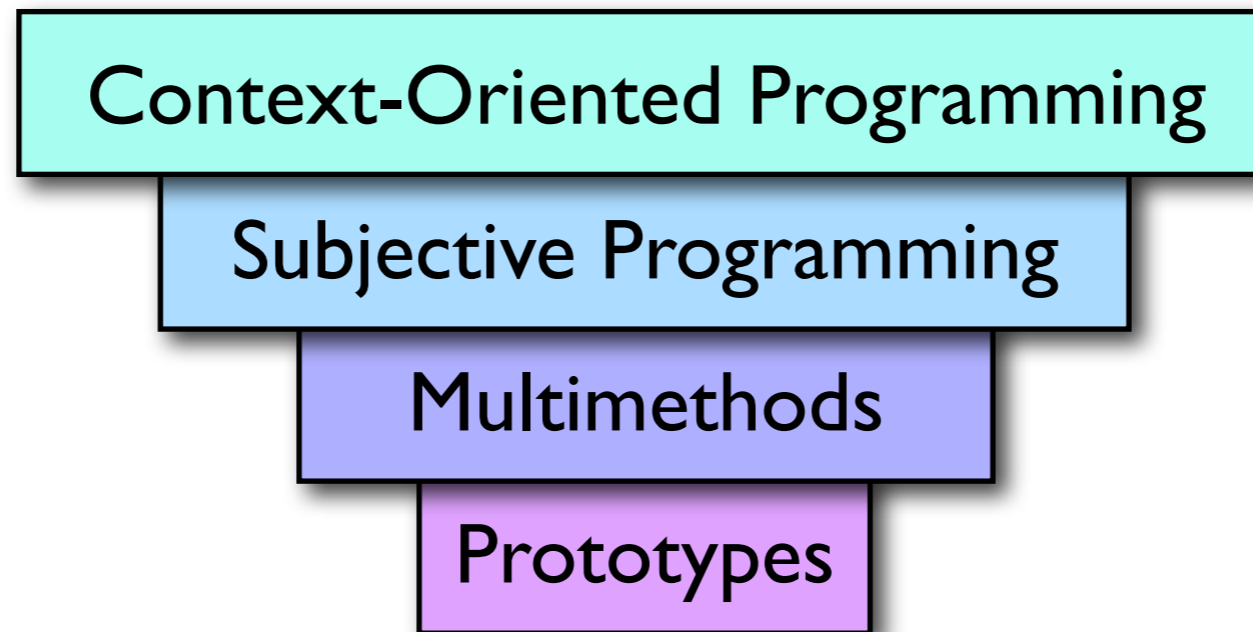 Context-Oriented Programming
Subjective Programming
Multimethods
Prototypes